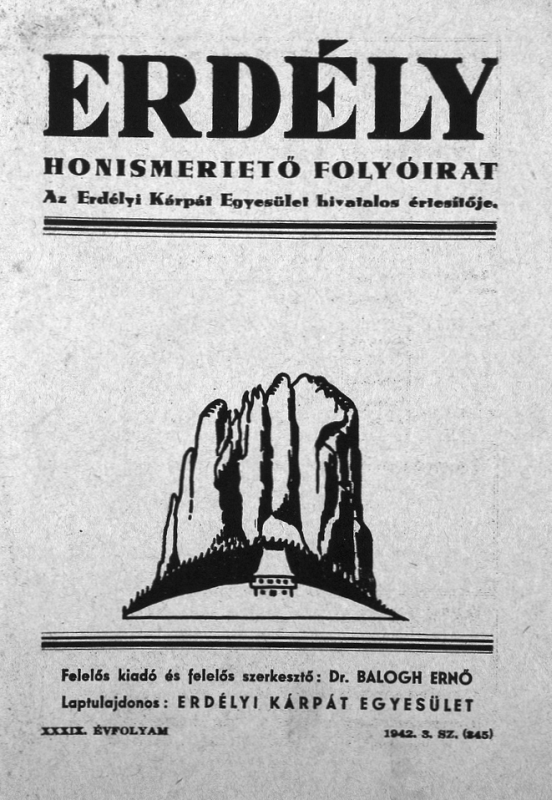 ERDÉLY
HONISMERTETŐ FOLYÓIRAT
Az Erdélyi Kárpát Egyesület hivatalos értesítője.
Felelős kiadó és felelős szerkesztő: Dr. BALOGH ERNŐ
Laptulajdonos: ERDÉLYI KÁRPÁT EGYESÜLET
XXXIX. ÉVFOLYAM
1942. 3. SZ. (345)